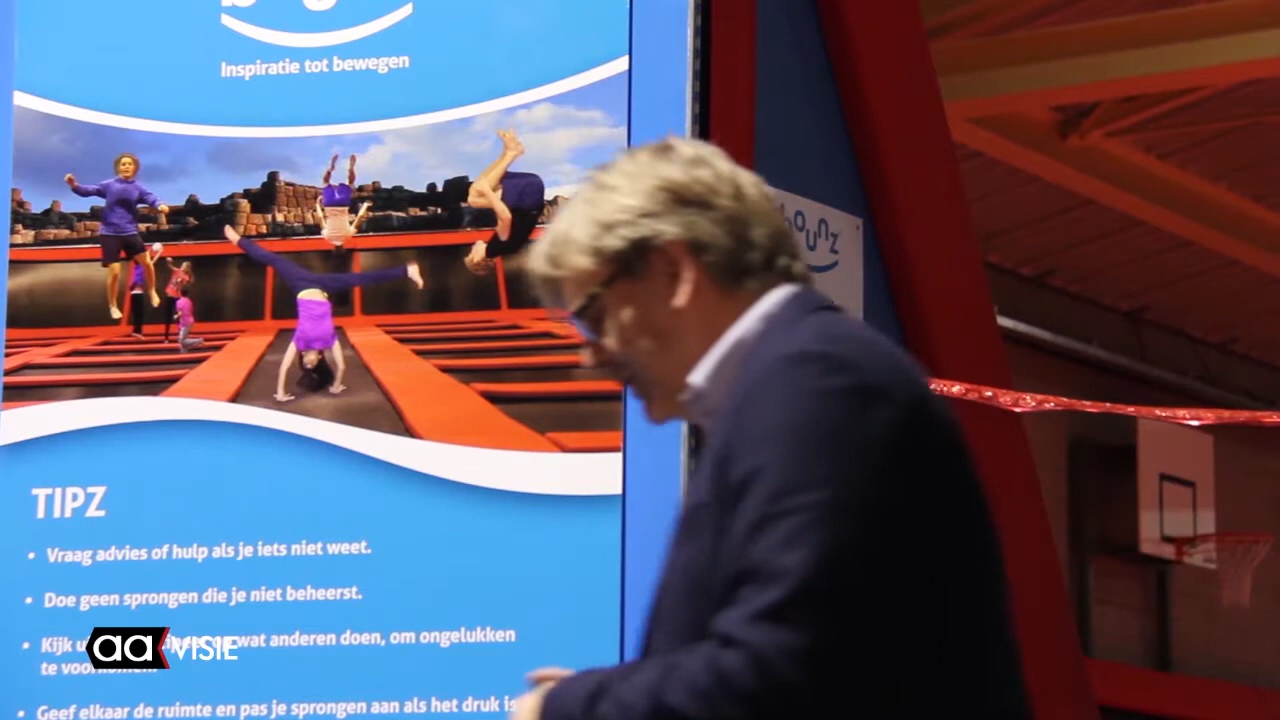 Inspiratie tot bewegen
bounz
TIPZ
• Vraag advies of hulp als je iets niet weet.
• Doe geen sprongen die je niet beheerst.
• Kijk wat anderen doen, om ongelukken
te
• Geef elkaar de ruimte en pas je sprongen aan als het druk is
aa VISIE